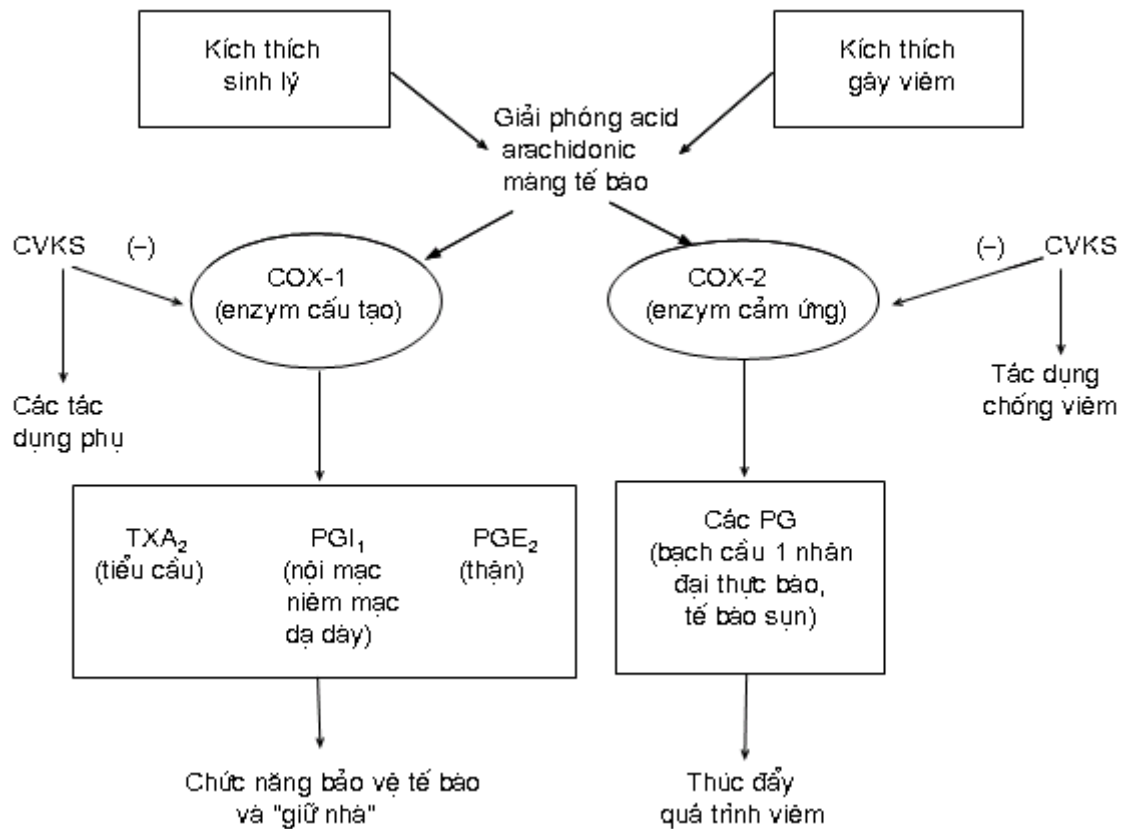 Kích thích
sinh lý
Kích thích
gây viêm
Giải phóng acid
arachidonic
màng tế bào
CVKS
(–)
COX-1
(enzym cấu tạo)
COX-2
(enzym cảm ứng)
(–)
CVKS
Các tác
dụng phụ
Tác dụng
chống viêm
TXA₂
(tiểu cầu)
PGI₁
(nội mạc
niêm mạc
dạ dày)
PGE₂
(thận)
Các PG
(bạch cầu 1 nhân
đại thực bào,
tế bào sụn)
Chức năng bảo vệ tế bào
và "giữ nhà"
Thúc đẩy
quá trình viêm